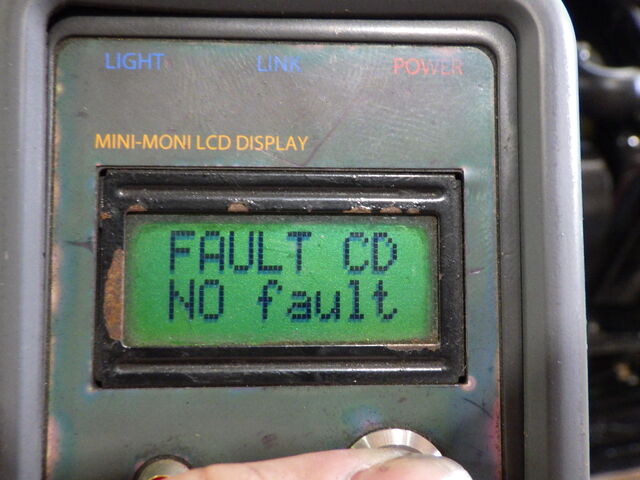 LIGHT LINK POWER
MINI-MONI LCD DISPLAY
FAULT CD
NO fault